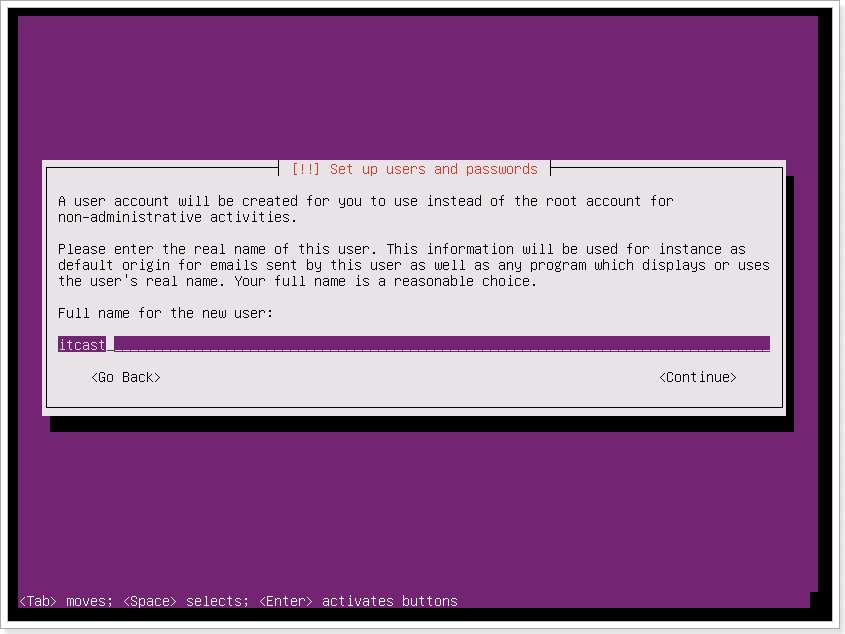 [!!] Set up users and passwords
A user account will be created for you to use instead of the root account for
non-administrative activities.
Please enter the real name of this user. This information will be used for instance as
default origin for emails sent by this user as well as any program which displays or uses
the user's real name. Your full name is a reasonable choice.
Full name for the new user:
itcast
<Go Back> <Continue>
<Tab> moves; <Space> selects; <Enter> activates buttons